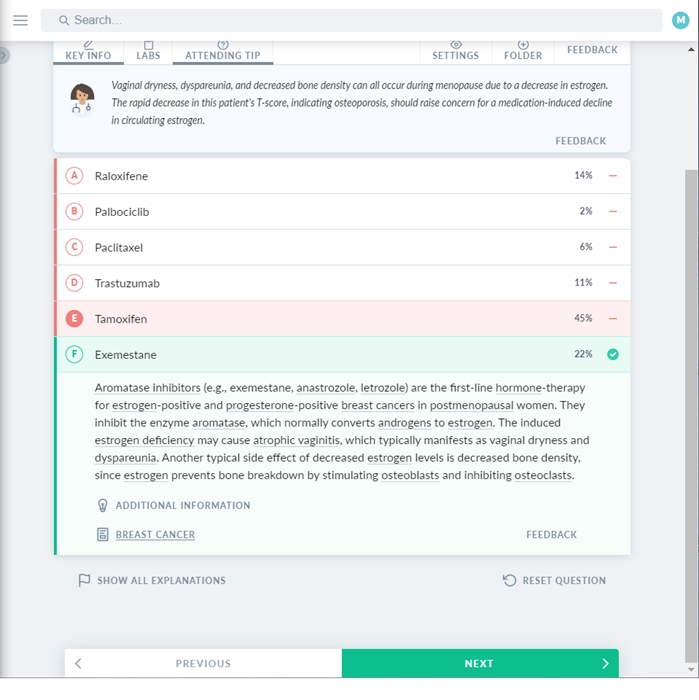 Search...
M
KEY INFO LABS ATTENDING TIP SETTINGS FOLDER FEEDBACK
Vaginal dryness, dyspareunia, and decreased bone density can all occur during menopause due to a decrease in estrogen.
The rapid decrease in this patient's T-score, indicating osteoporosis, should raise concern for a medication-induced decline
in circulating estrogen.
FEEDBACK
A Raloxifene 14%
B Palbociclib 2%
C Paclitaxel 6%
D Trastuzumab 11%
E Tamoxifen 45%
F Exemestane 22%
Aromatase inhibitors (e.g., exemestane, anastrozole, letrozole) are the first-line hormone-therapy
for estrogen-positive and progesterone-positive breast cancers in postmenopausal women. They
inhibit the enzyme aromatase, which normally converts androgens to estrogen. The induced
estrogen deficiency may cause atrophic vaginitis, which typically manifests as vaginal dryness and
dyspareunia. Another typical side effect of decreased estrogen levels is decreased bone density,
since estrogen prevents bone breakdown by stimulating osteoblasts and inhibiting osteoclasts.
ADDITIONAL INFORMATION
BREAST CANCER FEEDBACK
SHOW ALL EXPLANATIONS RESET QUESTION
PREVIOUS NEXT